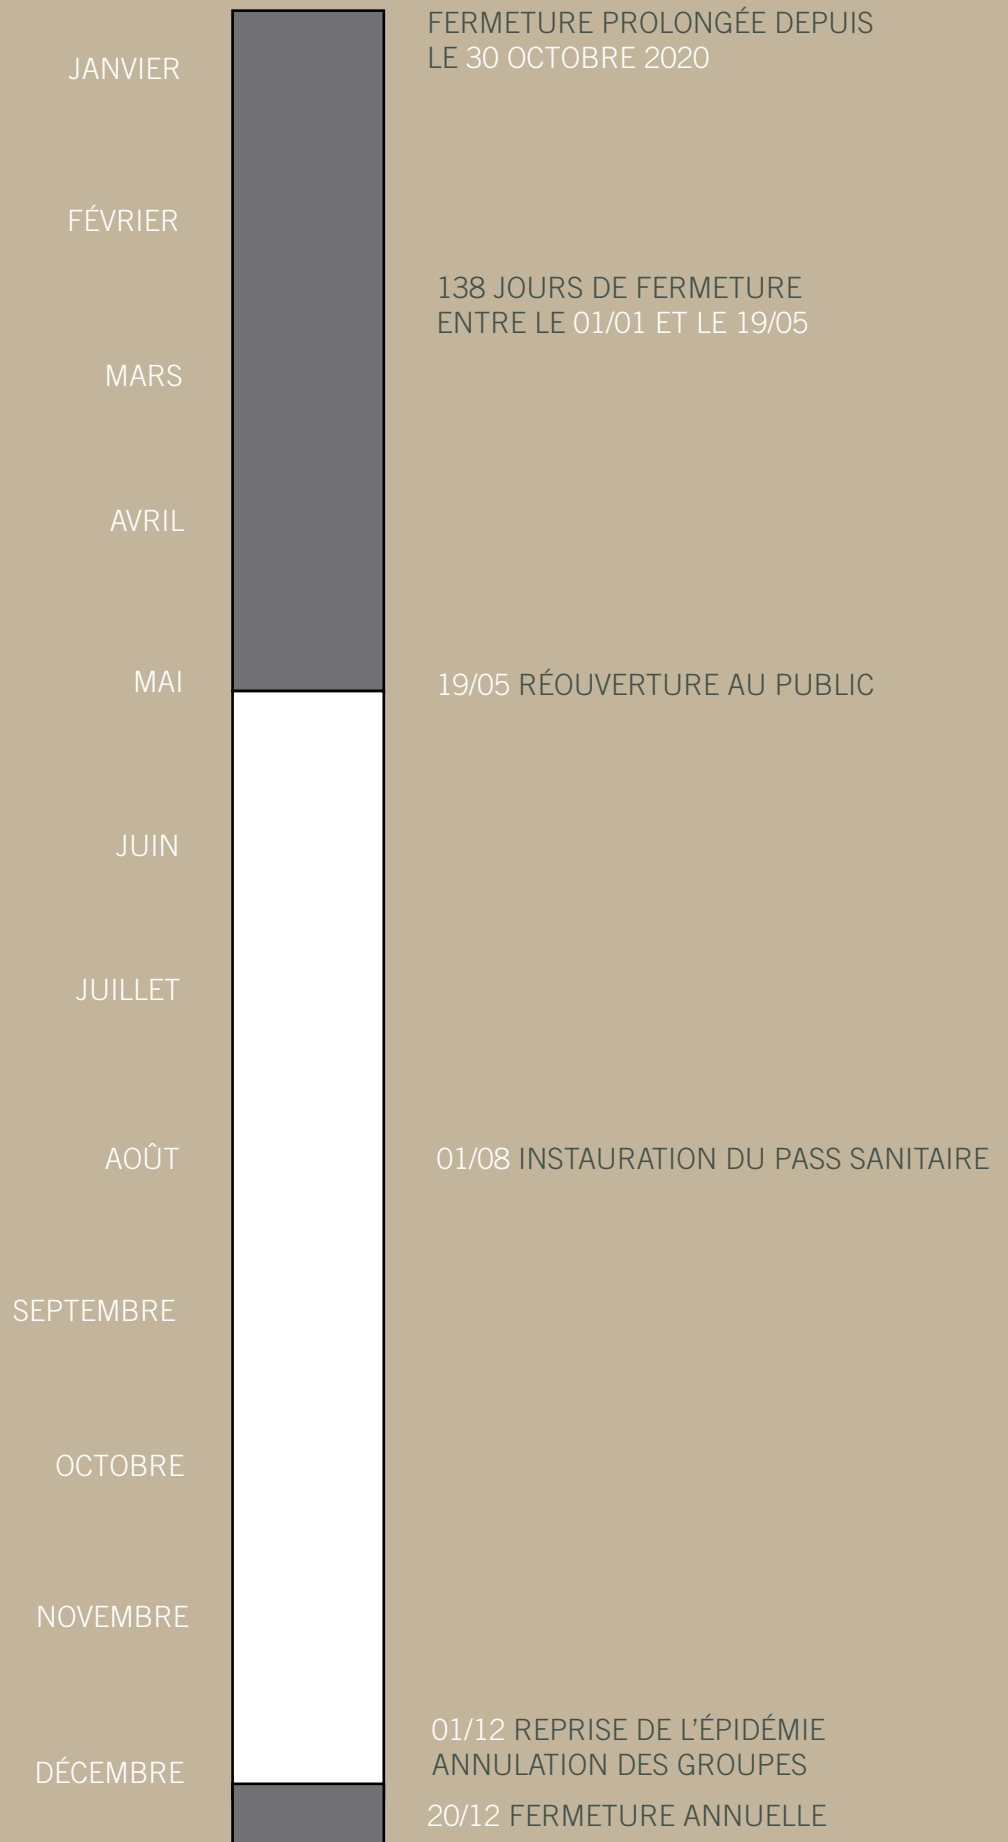 FERMETURE PROLONGÉE DEPUIS
LE 30 OCTOBRE 2020
JANVIER
FÉVRIER
138 JOURS DE FERMETURE
ENTRE LE 01/01 ET LE 19/05
MARS
AVRIL
MAI
19/05 RÉOUVERTURE AU PUBLIC
JUIN
JUILLET
AOÛT
01/08 INSTAURATION DU PASS SANITAIRE
SEPTEMBRE
OCTOBRE
NOVEMBRE
01/12 REPRISE DE L’ÉPIDÉMIE
ANNULATION DES GROUPES
DÉCEMBRE
20/12 FERMETURE ANNUELLE